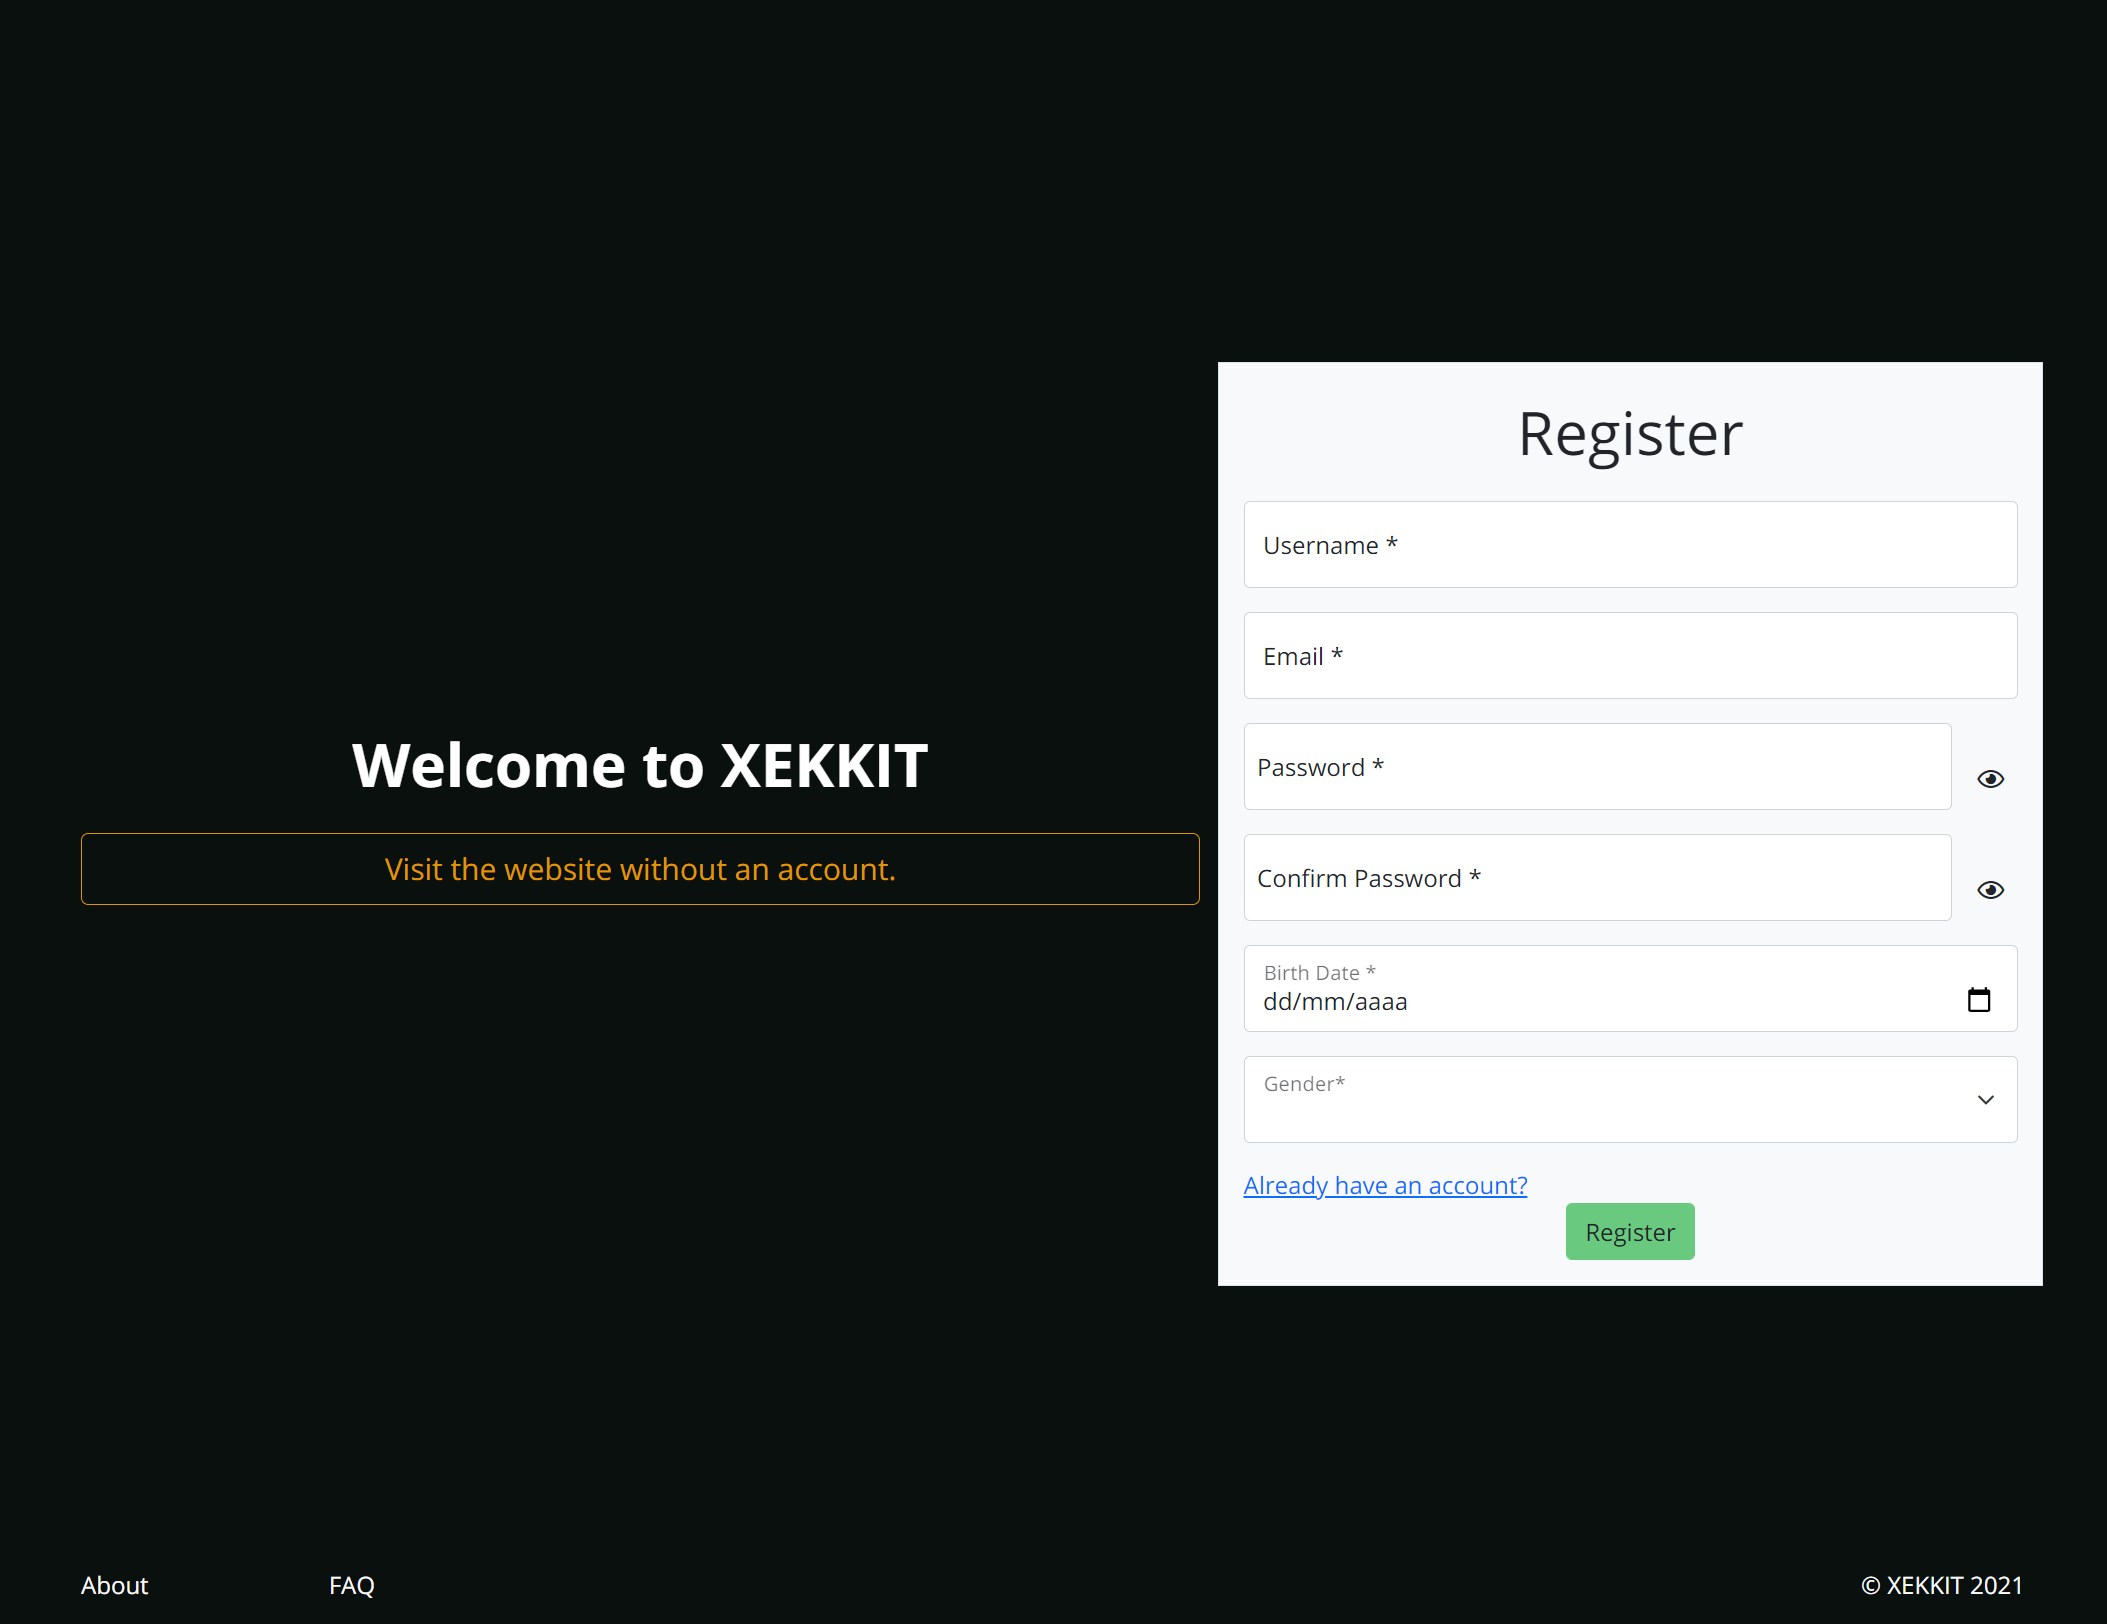 Welcome to XEKKIT
Visit the website without an account.
Register
Username *
Email *
Password *
Confirm Password *
Birth Date *
dd/mm/aaaa
Gender*
Already have an account?
Register
About
FAQ
© XEKKIT 2021